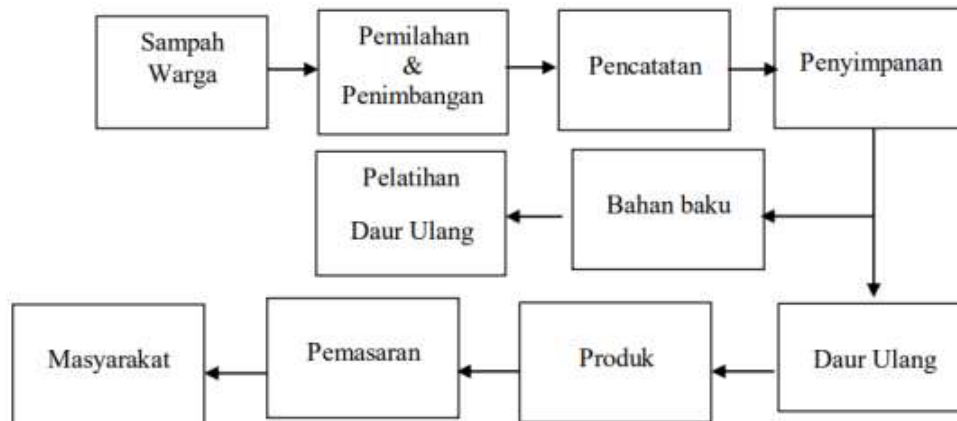 Sampah
Warga
Pemilahan
&
Penimbangan
Pencatatan
Penyimpanan
Pelatihan
Daur Ulang
Bahan baku
Masyarakat
Pemasaran
Produk
Daur Ulang